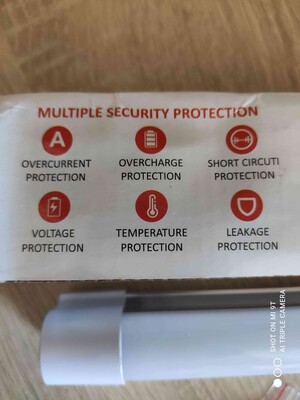 MULTIPLE SECURITY PROTECTION
A
OVERCURRENT PROTECTION
OVERCHARGE PROTECTION
SHORT CIRCUTI PROTECTION
VOLTAGE PROTECTION
TEMPERATURE PROTECTION
LEAKAGE PROTECTION
SHOT ON MI 9T
AI TRIPLE CAMERA